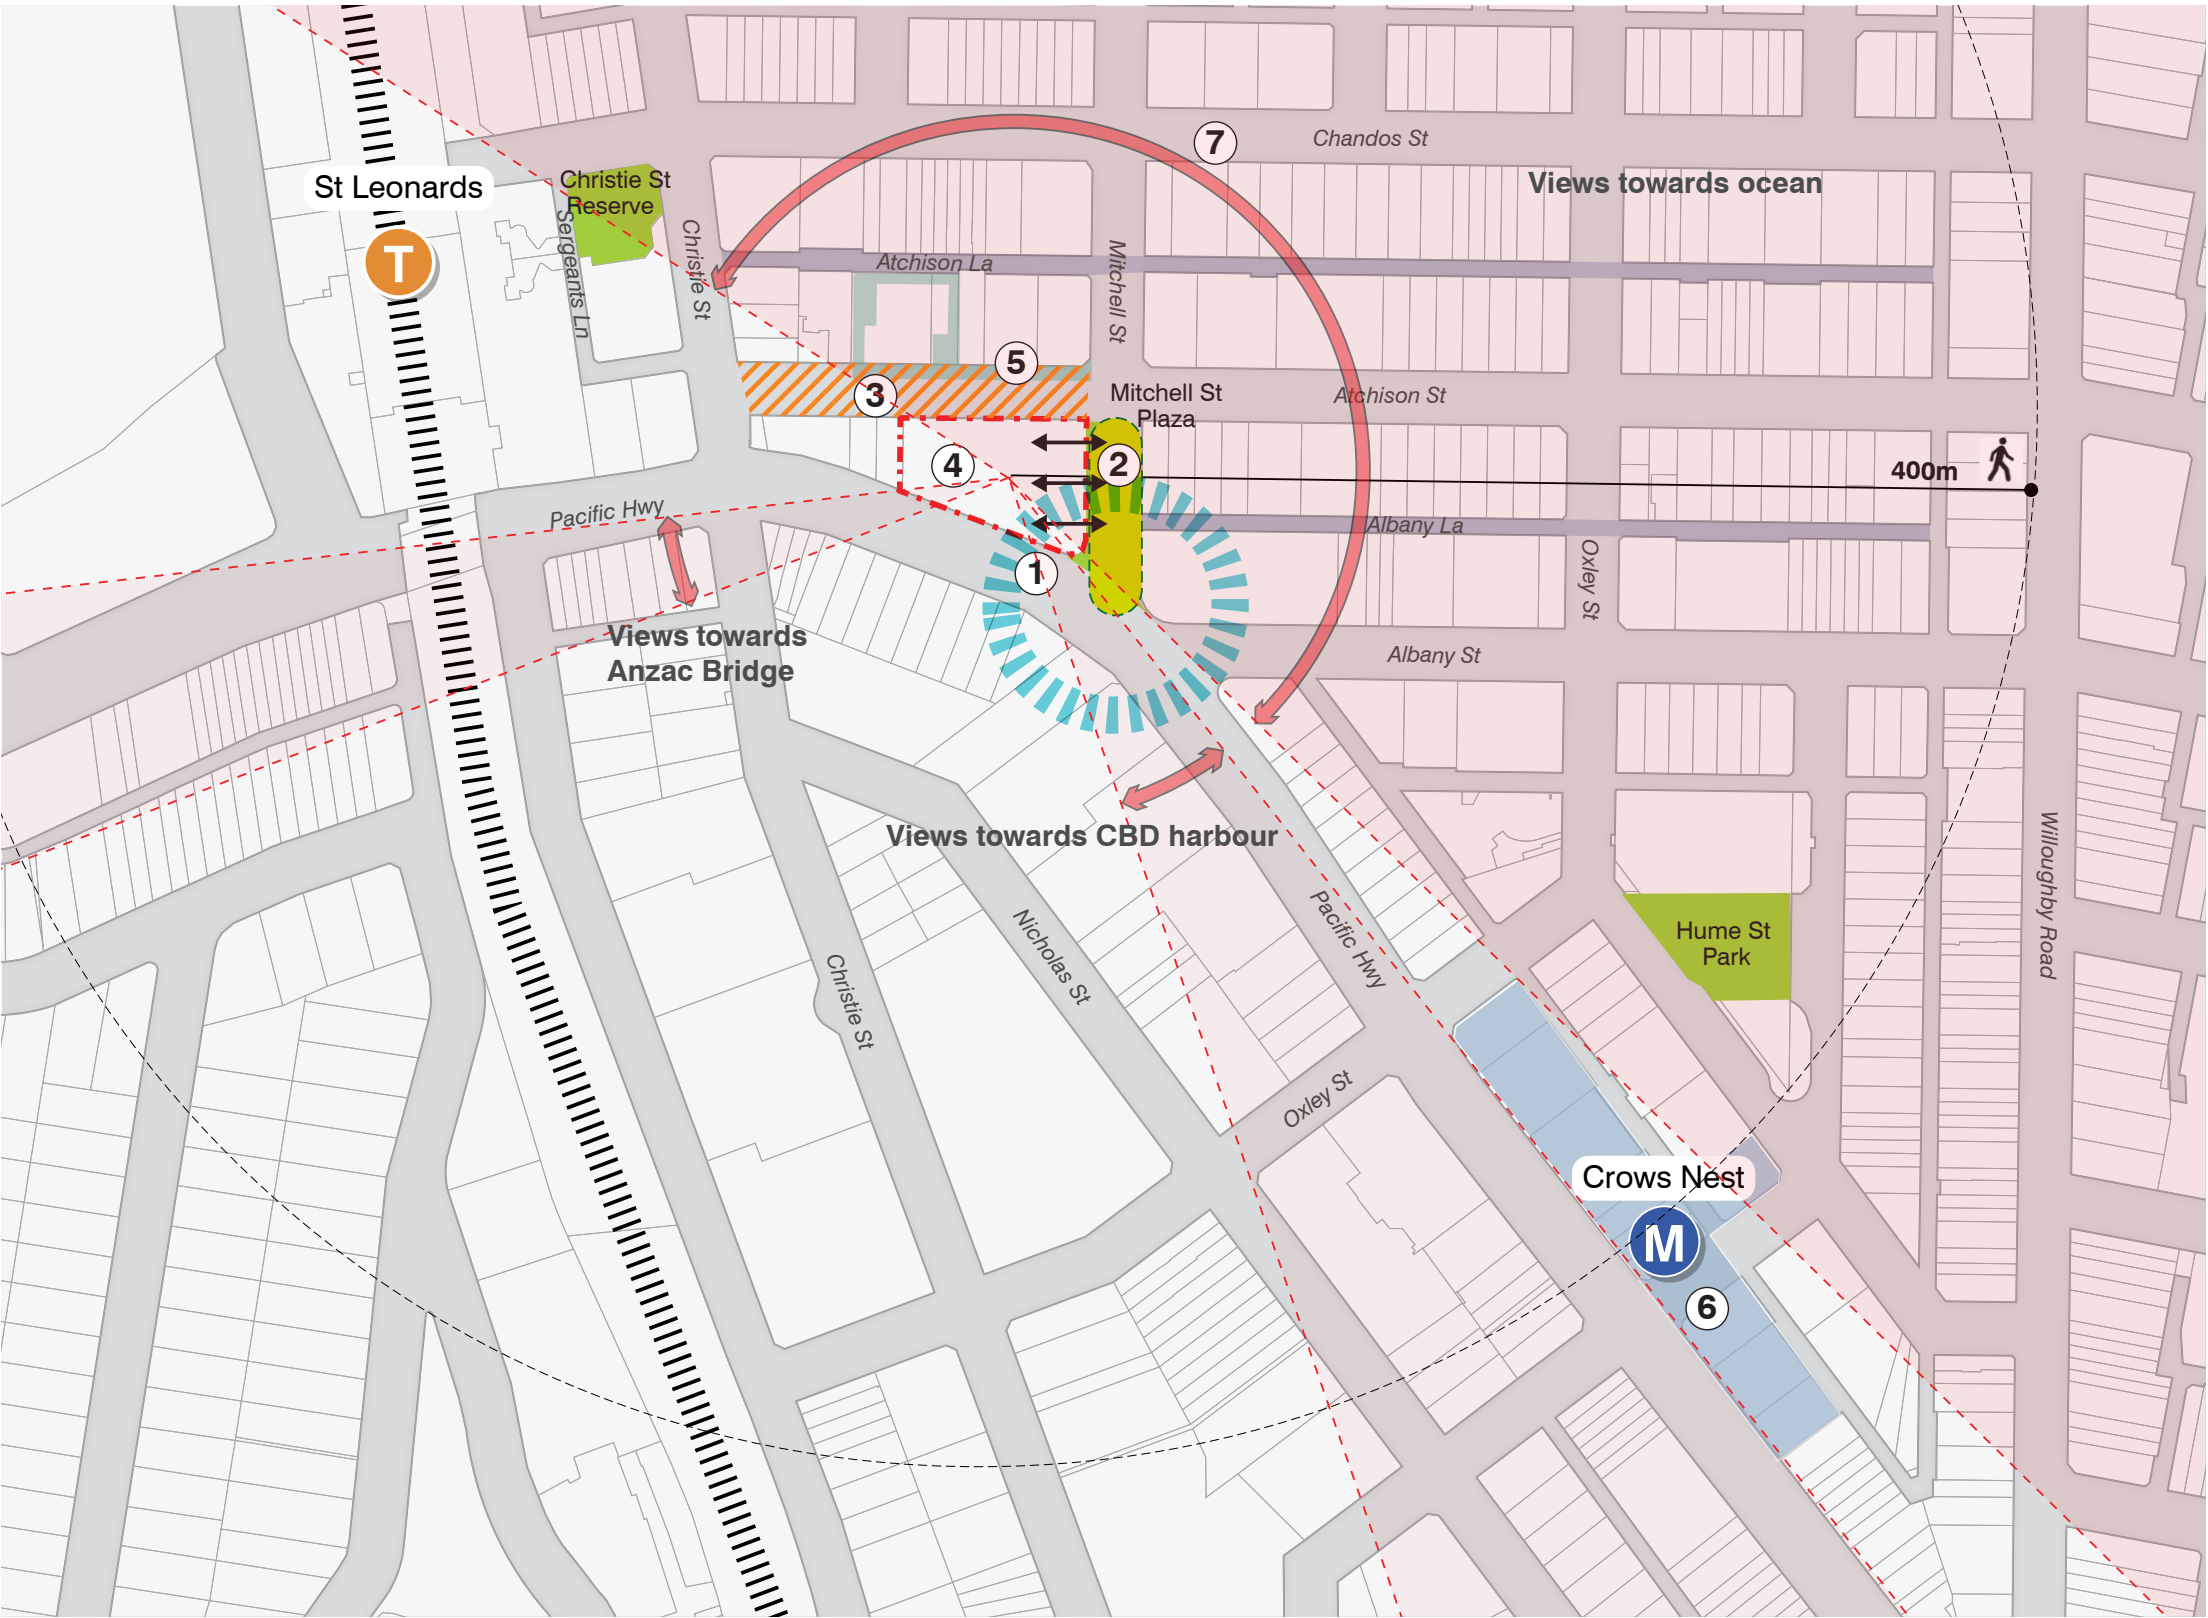 Chandos St
7
Views towards ocean
St Leonards
T
Christie St
Reserve
Sergeants Ln
Christie St
Atchison La
Mitchell St
5
3
Mitchell St
Plaza
Atchison St
4
2
400m
Pacific Hwy
Albany La
Oxley St
1
Views towards
Anzac Bridge
Albany St
Views towards CBD harbour
Pacific Hwy
Willoughby Road
Hume St
Park
Nicholas St
Christie St
Oxley St
Crows Nest
M
6